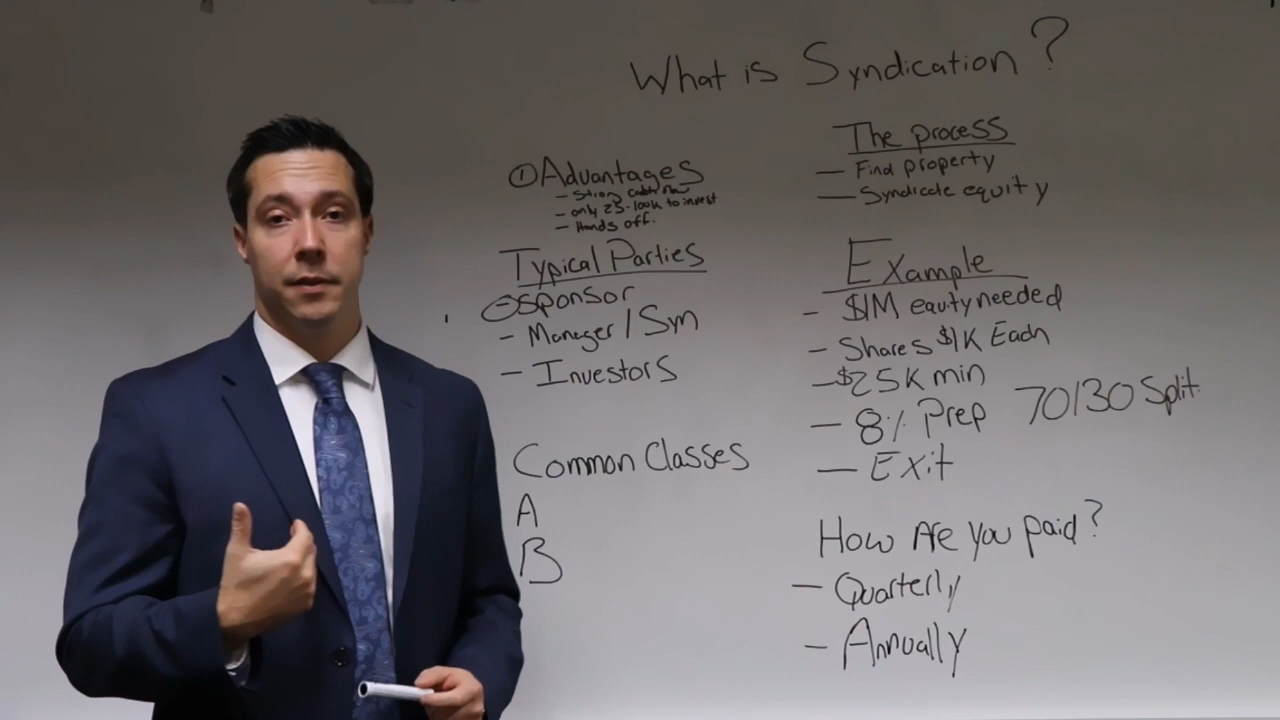 What is Syndication?
① Advantages
- Strong cash flow
- only 25-100k to invest
- Hands off.
Typical Parties
- Sponsor
- Manager / Sm
- Investors
Common Classes
A
B
The process
- Find property
- Syndicate equity
Example
- $1M equity needed
- Shares $1K Each
- $25K min
- 8% Prep 70/30 Split
- Exit
How Are you paid?
- Quarterly
- Annually